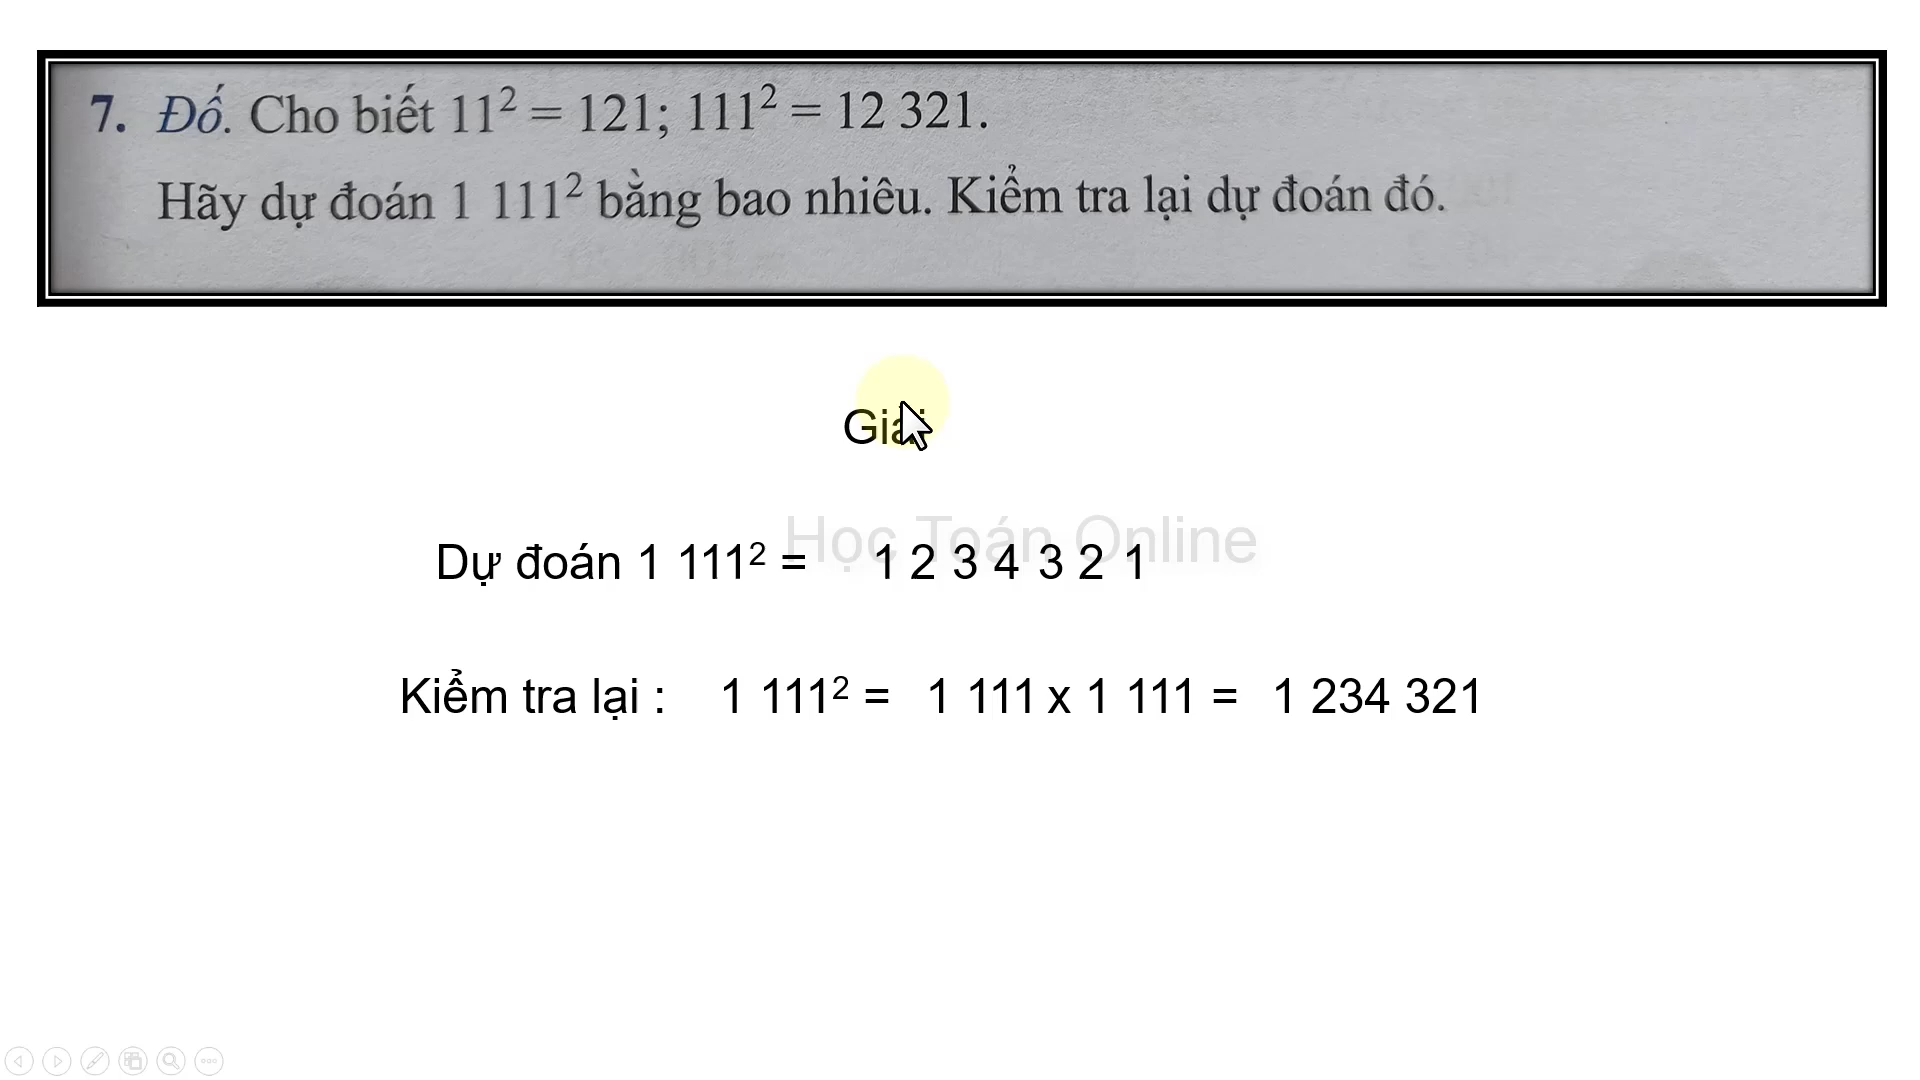 7. Đố. Cho biết 11² = 121; 111² = 12 321.
Hãy dự đoán 1 111² bằng bao nhiêu. Kiểm tra lại dự đoán đó.
Giải
Học Toán Online
Dự đoán 1 111² = 1 2 3 4 3 2 1
Kiểm tra lại : 1 111² = 1 111 x 1 111 = 1 234 321